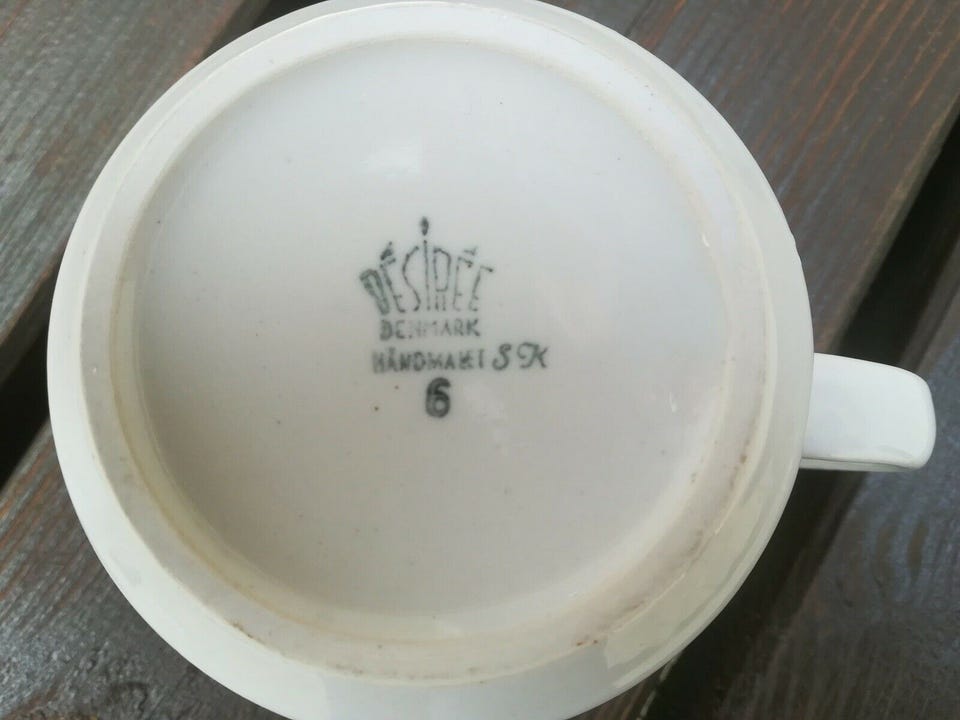 DÉSIRÉE
DENMARK
HÅNDMALET SK
6